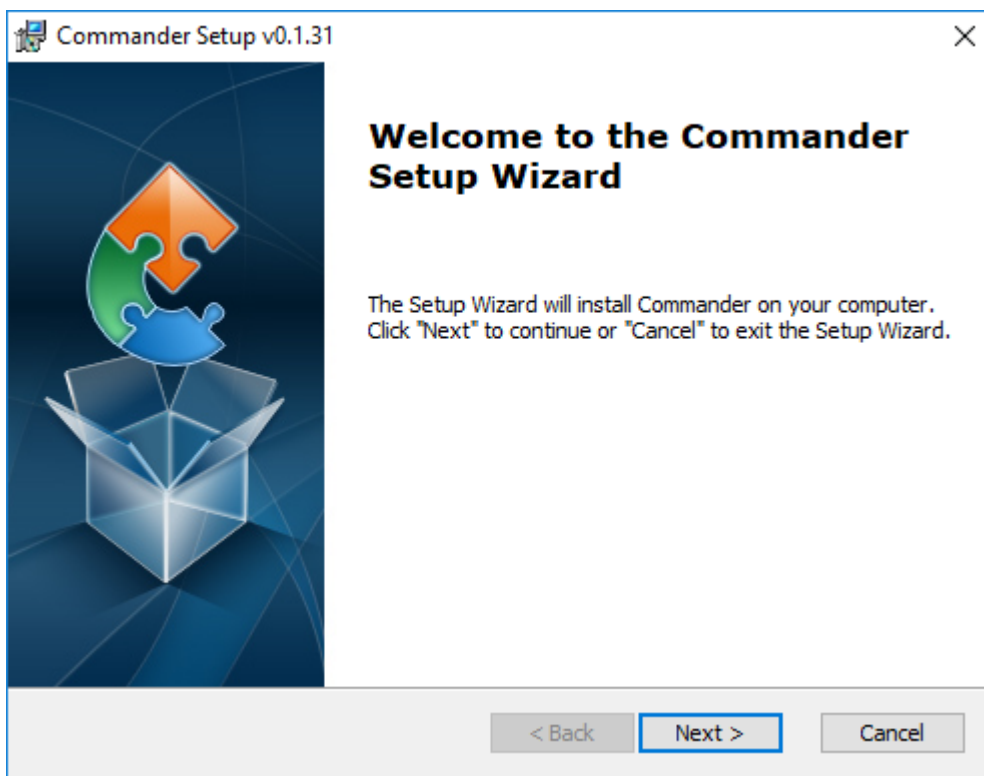 Commander Setup v0.1.31
Welcome to the Commander
Setup Wizard
The Setup Wizard will install Commander on your computer.
Click "Next" to continue or "Cancel" to exit the Setup Wizard.
< Back
Next >
Cancel